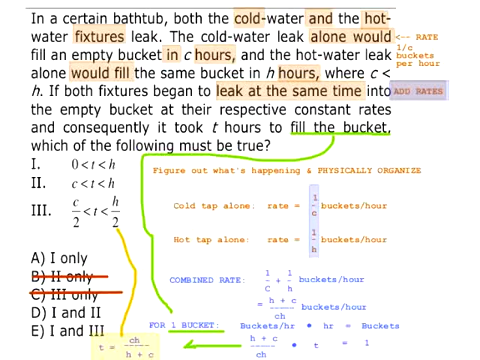 In a certain bathtub, both the cold-water and the hot-
water fixtures leak. The cold-water leak alone would
fill an empty bucket in c hours, and the hot-water leak
alone would fill the same bucket in h hours, where c <
h. If both fixtures began to leak at the same time into
the empty bucket at their respective constant rates
and consequently it took t hours to fill the bucket,
which of the following must be true?
<-- RATE
1/c
buckets
per hour
ADD RATES
I. 0 < t < h
II. c < t < h
III. c/2 < t < h/2
A) I only
B) II only
C) III only
D) I and II
E) I and III
Figure out what's happening & PHYSICALLY ORGANIZE
Cold tap alone: rate = 1/c buckets/hour
Hot tap alone: rate = 1/h buckets/hour
COMBINED RATE: 1/C + 1/h buckets/hour
= h + c / ch buckets/hour
FOR 1 BUCKET: Buckets/hr • hr = Buckets
h + c / ch • t = 1
t = ch / h + c